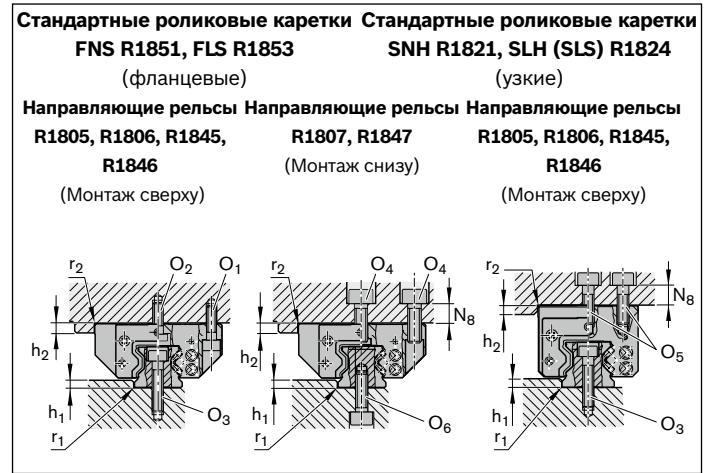 Стандартные роликовые каретки
FNS R1851, FLS R1853
(фланцевые)
Стандартные роликовые каретки
SNH R1821, SLH (SLS) R1824
(узкие)
Направляющие рельсы
R1805, R1806, R1845,
R1846
(Монтаж сверху)
Направляющие рельсы
R1807, R1847
(Монтаж снизу)
Направляющие рельсы
R1805, R1806, R1845,
R1846
(Монтаж сверху)
r2 O2 O1
h2
h1
r1 O3
r2 O4 O4
N8
h2
h1
r1 O6
r2
N8
h2
O5
h1
r1 O3